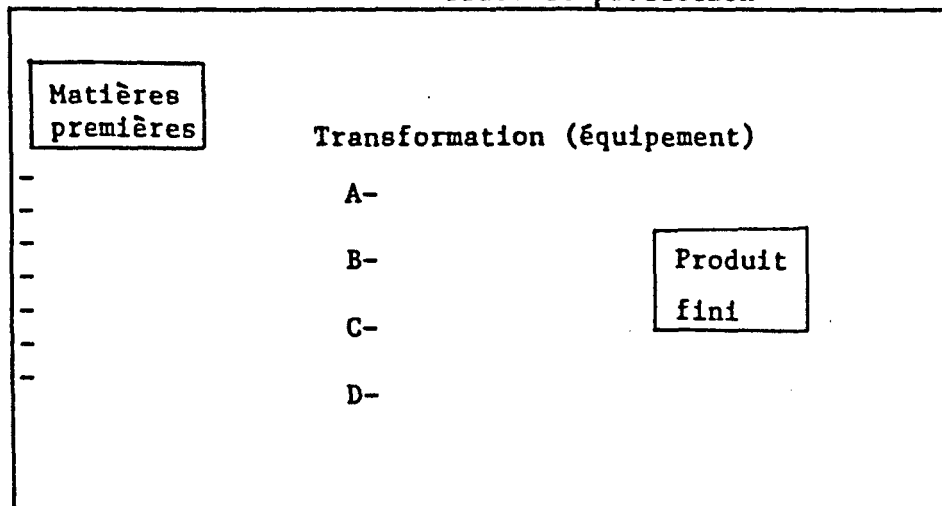 Matières
premières
Transformation (équipement)
-
-
-
-
-
-
-
A-
B-
C-
D-
Produit
fini